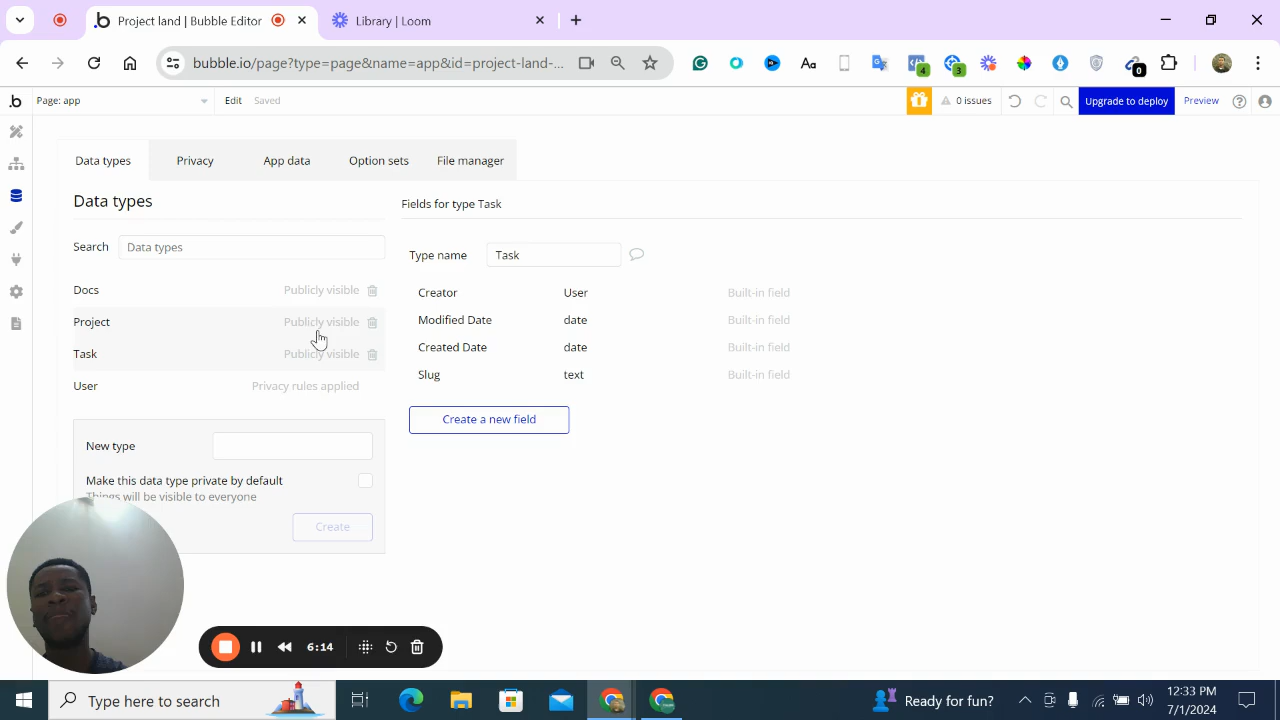 Project land | Bubble Editor
Library | Loom
bubble.io/page?type=page&name=app&id=project-land-...
Aa
4
3
0
Page: app
Edit
Saved
0 issues
Upgrade to deploy
Preview
Data types
Privacy
App data
Option sets
File manager
Data types
Search
Data types
Docs Publicly visible
Project Publicly visible
Task Publicly visible
User Privacy rules applied
New type
Make this data type private by default
Things will be visible to everyone
Create
Fields for type Task
Type name Task
Creator User Built-in field
Modified Date date Built-in field
Created Date date Built-in field
Slug text Built-in field
Create a new field
6:14
Type here to search
Ready for fun?
12:33 PM
7/1/2024